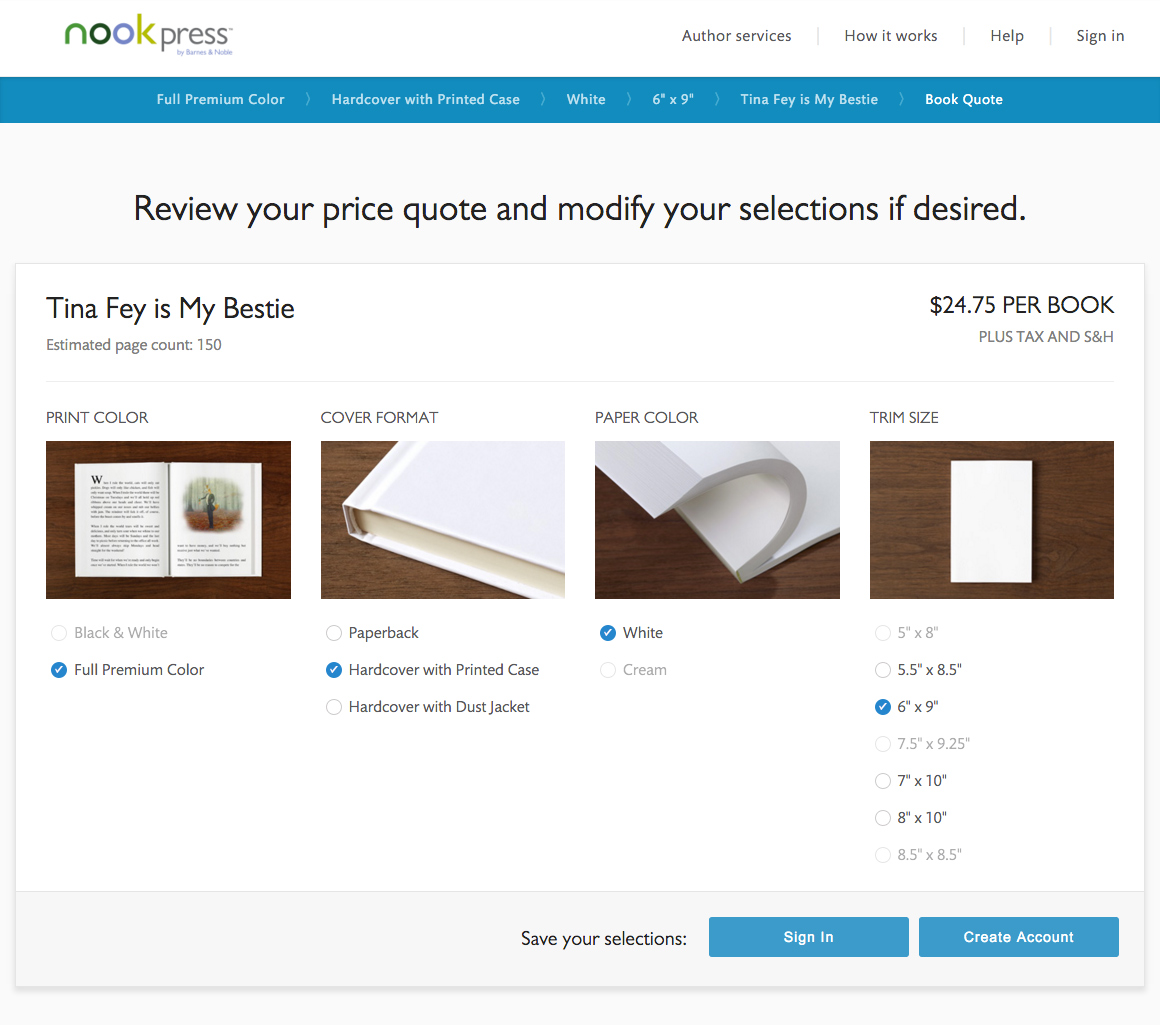 nookpress™
by Barnes & Noble
Author services
How it works
Help
Sign in
Full Premium Color 〉 Hardcover with Printed Case 〉 White 〉 6" x 9" 〉 Tina Fey is My Bestie 〉 Book Quote
Review your price quote and modify your selections if desired.
Tina Fey is My Bestie
Estimated page count: 150
$24.75 PER BOOK
PLUS TAX AND S&H
PRINT COLOR
Black & White
Full Premium Color
COVER FORMAT
Paperback
Hardcover with Printed Case
Hardcover with Dust Jacket
PAPER COLOR
White
Cream
TRIM SIZE
5" x 8"
5.5" x 8.5"
6" x 9"
7.5" x 9.25"
7" x 10"
8" x 10"
8.5" x 8.5"
Save your selections:
Sign In
Create Account